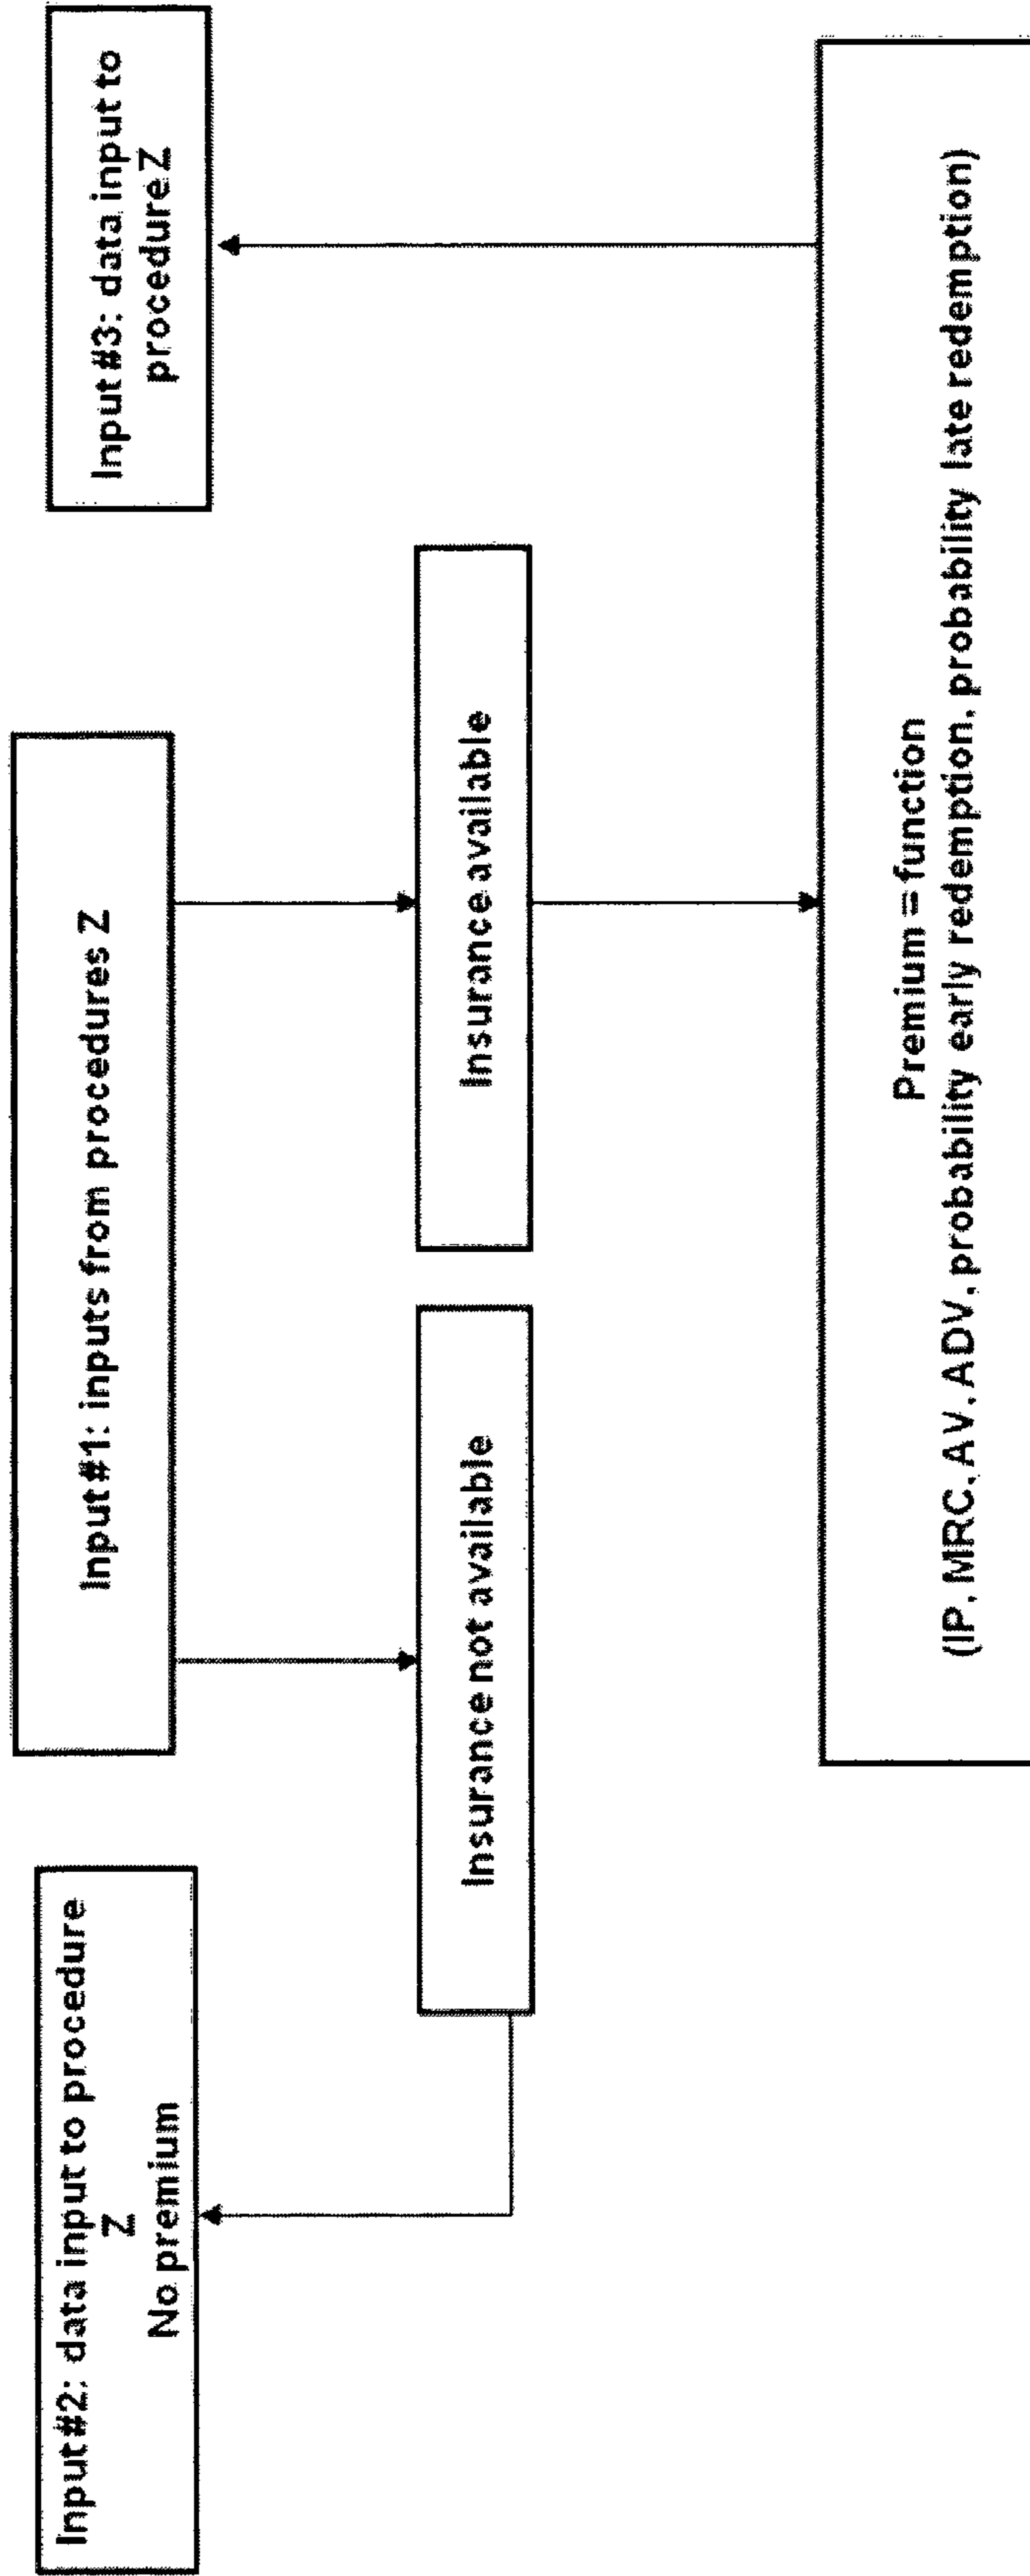 Input#2: data input to procedure
Z
No premium
Input#1: inputs from procedures Z
Input#3: data input to
procedure Z
Insurance not available
Insurance available
Premium = function
(IP, MRC, AV, ADV, probability early redemption, probability late redemption)